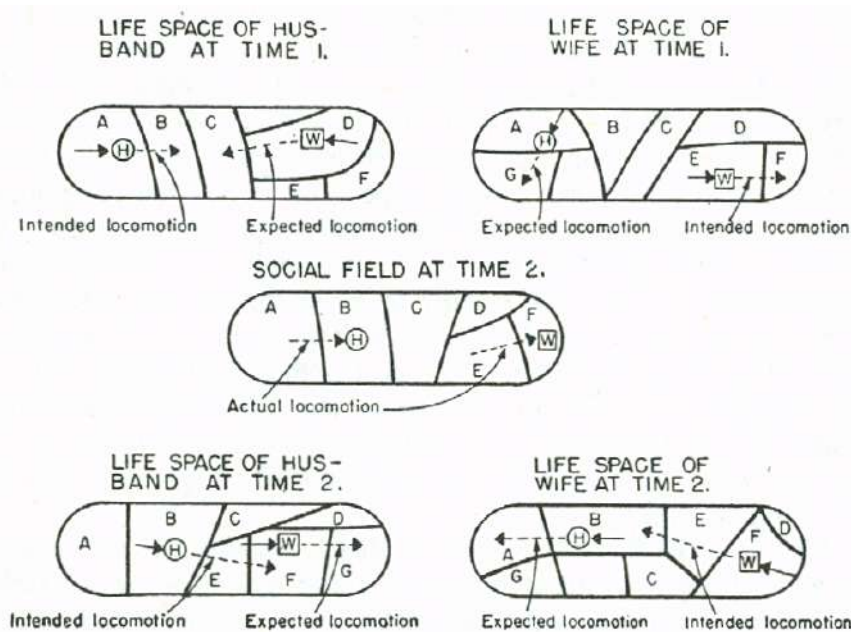 LIFE SPACE OF HUS-
BAND AT TIME 1.
LIFE SPACE OF
WIFE AT TIME 1.
A B C D
H W
E F
Intended locomotion
Expected locomotion
A B C D
H
G E W F
Expected locomotion
Intended locomotion
SOCIAL FIELD AT TIME 2.
A B C D F
H W
E
Actual locomotion
LIFE SPACE OF HUS-
BAND AT TIME 2.
LIFE SPACE OF
WIFE AT TIME 2.
B C D
A H W
E F G
Intended locomotion
Expected locomotion
B E D
H F
A W
G C
Expected locomotion
Intended locomotion